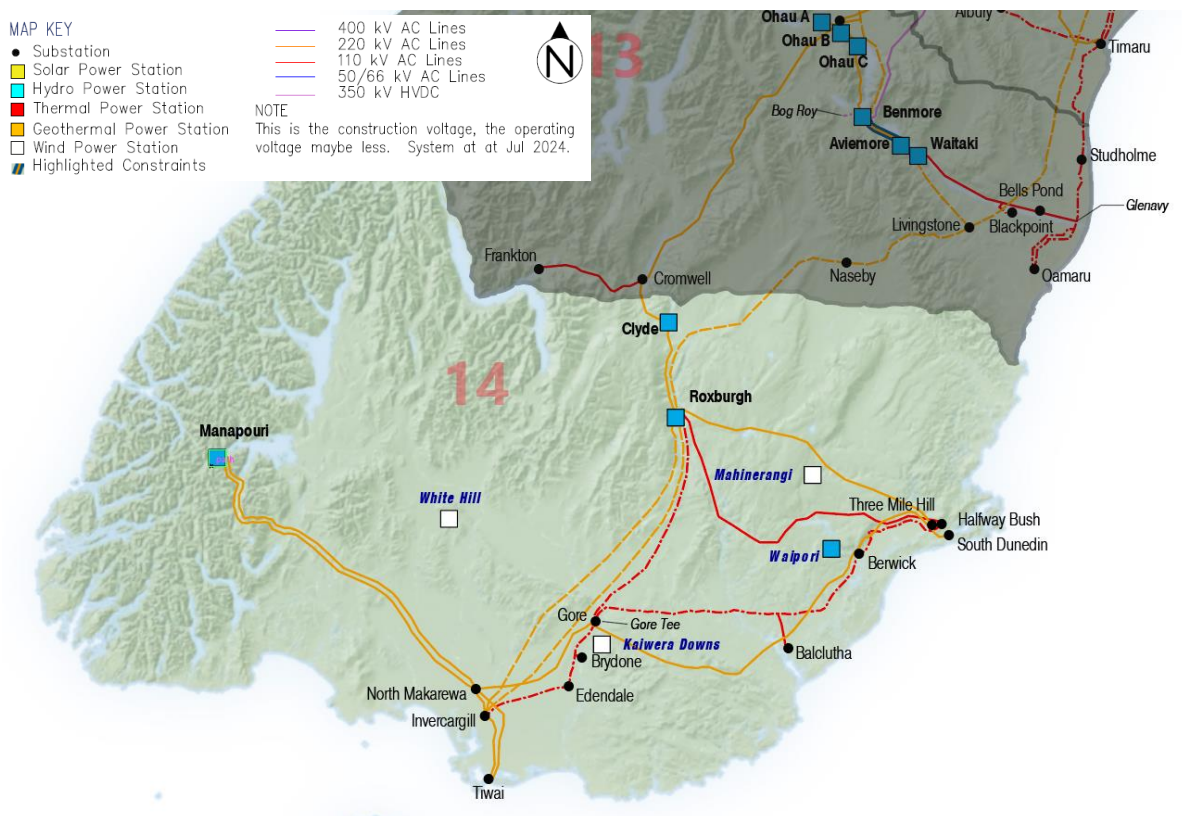 MAP KEY
Substation
Solar Power Station
Hydro Power Station
Thermal Power Station
Geothermal Power Station
Wind Power Station
Highlighted Constraints
400 kV AC Lines
220 kV AC Lines
110 kV AC Lines
50/66 kV AC Lines
350 kV HVDC
NOTE
This is the construction voltage, the operating
voltage maybe less. System at at Jul 2024.
N
13
Ohau A
Ohau B
Ohau C
Albury
Timaru
Bog Roy
Benmore
Aviemore
Waitaki
Studholme
Bells Pond
Blackpoint
Glenavy
Livingstone
Oamaru
Naseby
Frankton
Cromwell
Clyde
14
Roxburgh
Manapouri
White Hill
Mahinerangi
Three Mile Hill
Halfway Bush
South Dunedin
Waipori
Berwick
Gore
Gore Tee
Kaiwera Downs
Brydone
Balclutha
Edendale
North Makarewa
Invercargill
Tiwai